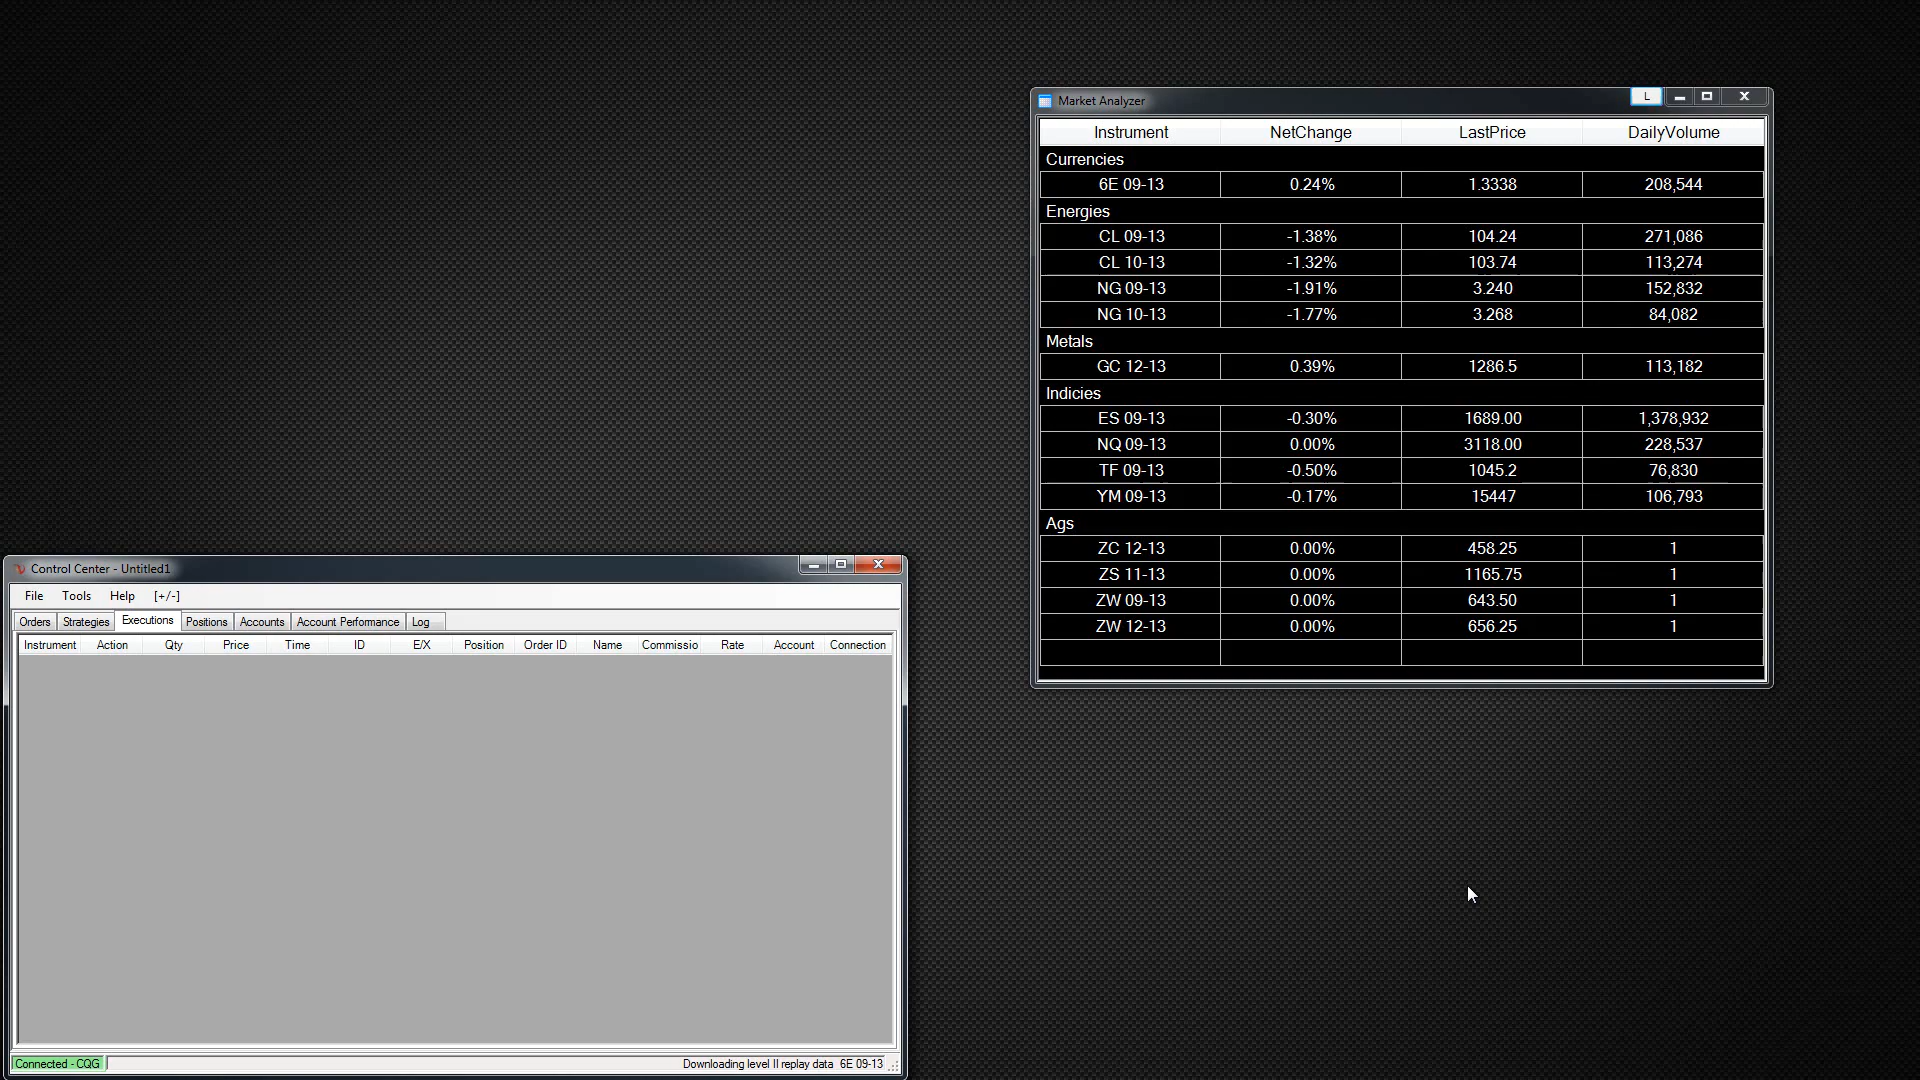 Market Analyzer L
Instrument NetChange LastPrice DailyVolume
Currencies
6E 09-13 0.24% 1.3338 208,544
Energies
CL 09-13 -1.38% 104.24 271,086
CL 10-13 -1.32% 103.74 113,274
NG 09-13 -1.91% 3.240 152,832
NG 10-13 -1.77% 3.268 84,082
Metals
GC 12-13 0.39% 1286.5 113,182
Indicies
ES 09-13 -0.30% 1689.00 1,378,932
NQ 09-13 0.00% 3118.00 228,537
TF 09-13 -0.50% 1045.2 76,830
YM 09-13 -0.17% 15447 106,793
Ags
ZC 12-13 0.00% 458.25 1
ZS 11-13 0.00% 1165.75 1
ZW 09-13 0.00% 643.50 1
ZW 12-13 0.00% 656.25 1
Control Center - Untitled1
File Tools Help [+/-]
Orders Strategies Executions Positions Accounts Account Performance Log
Instrument Action Qty Price Time ID E/X Position Order ID Name Commissio Rate Account Connection
Connected - CQG Downloading level II replay data 6E 09-13